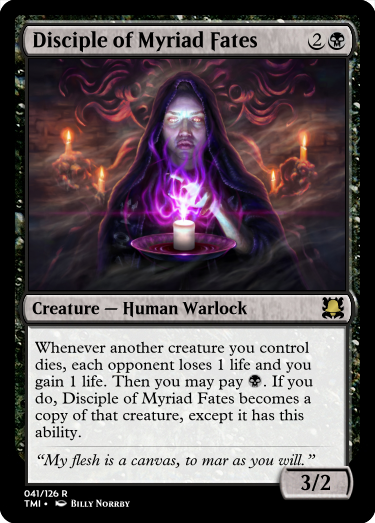 Disciple of Myriad Fates 2
Creature — Human Warlock
Whenever another creature you control
dies, each opponent loses 1 life and you
gain 1 life. Then you may pay . If you
do, Disciple of Myriad Fates becomes a
copy of that creature, except it has this
ability.
“My flesh is a canvas, to mar as you will.”
3/2
041/126 R
TMI • Billy Norrby